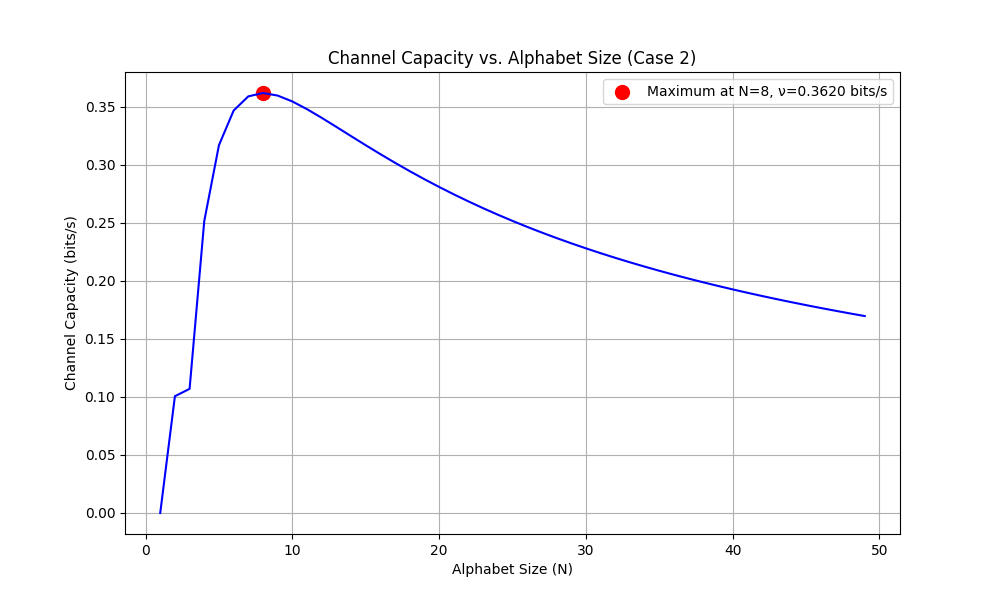 Channel Capacity vs. Alphabet Size (Case 2)
Maximum at N=8, ν=0.3620 bits/s
Channel Capacity (bits/s)
0.35
0.30
0.25
0.20
0.15
0.10
0.05
0.00
0 10 20 30 40 50
Alphabet Size (N)